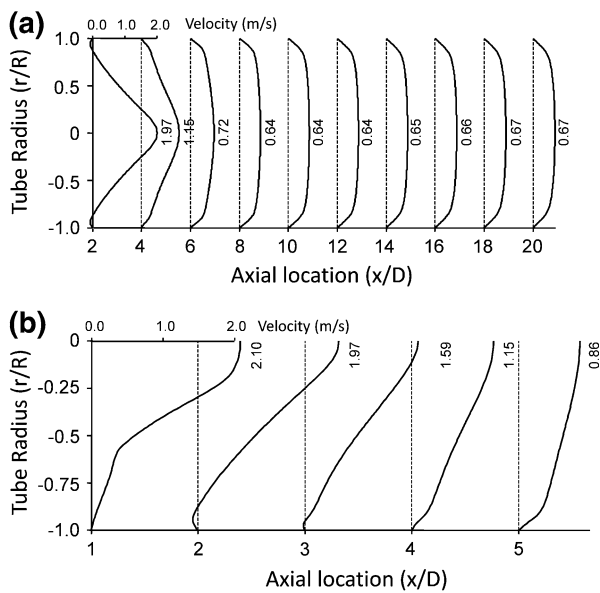 (a)
0.0 1.0 2.0 Velocity (m/s)
Tube Radius (r/R)
1.0
0.5
0
-0.5
-1.0
1.97 1.15 0.72 0.64 0.64 0.64 0.65 0.66 0.67 0.67
2 4 6 8 10 12 14 16 18 20
Axial location (x/D)
(b)
0.0 1.0 2.0 Velocity (m/s)
Tube Radius (r/R)
0
-0.25
-0.5
-0.75
-1.0
2.10 1.97 1.59 1.15 0.86
1 2 3 4 5
Axial location (x/D)